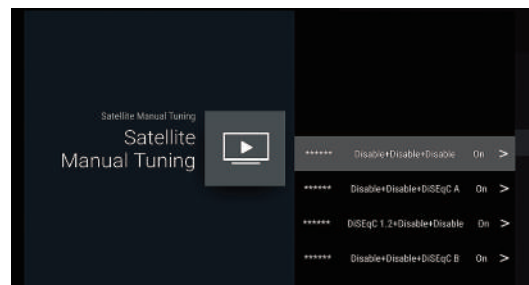 Satellite Manual Tuning
Satellite
Manual Tuning
****** Disable+Disable+Disable On >
****** Disable+Disable+DiSEqC A On >
****** DiSEqC 1.2+Disable+Disable On >
****** Disable+Disable+DiSEqC B On >